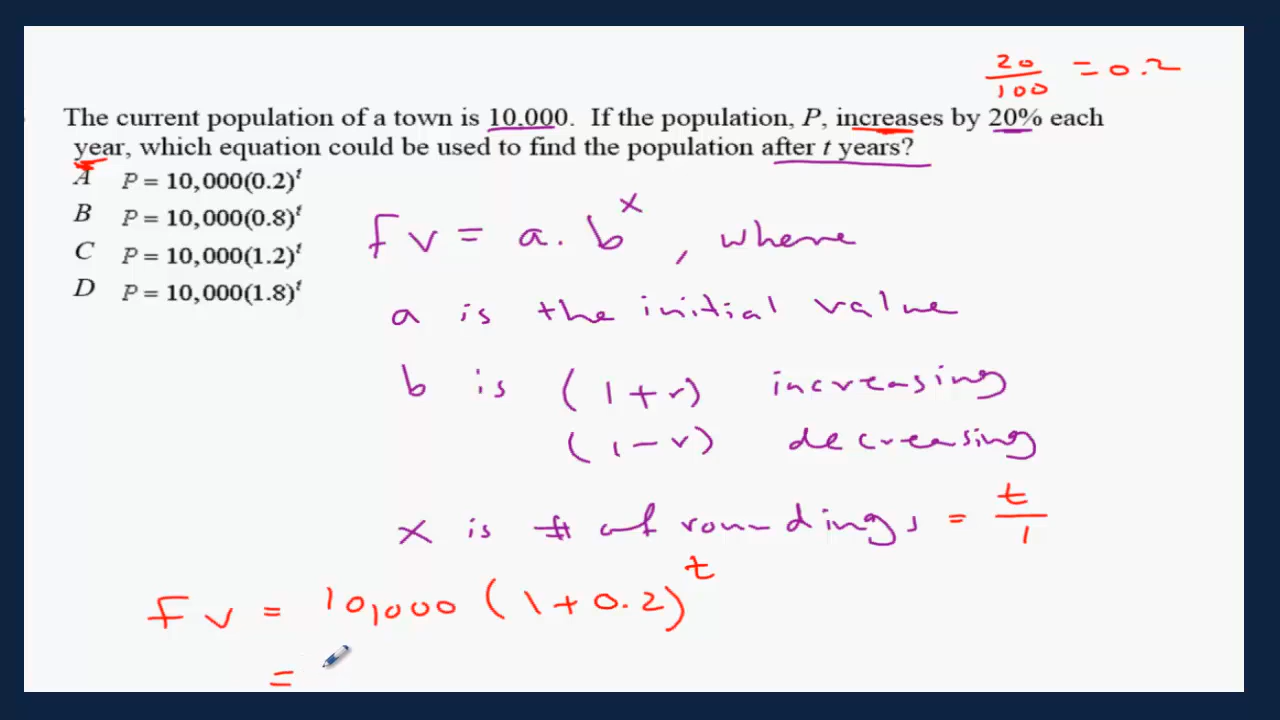 20/100 = 0.2
The current population of a town is 10,000. If the population, P, increases by 20% each
year, which equation could be used to find the population after t years?
A P = 10,000(0.2)^t
B P = 10,000(0.8)^t
C P = 10,000(1.2)^t
D P = 10,000(1.8)^t
FV = a. b^x, where
a is the initial value
b is (1+r) increasing
(1-r) decreasing
x is # of roundings = t/1
FV = 10,000 (1+0.2)^t
=